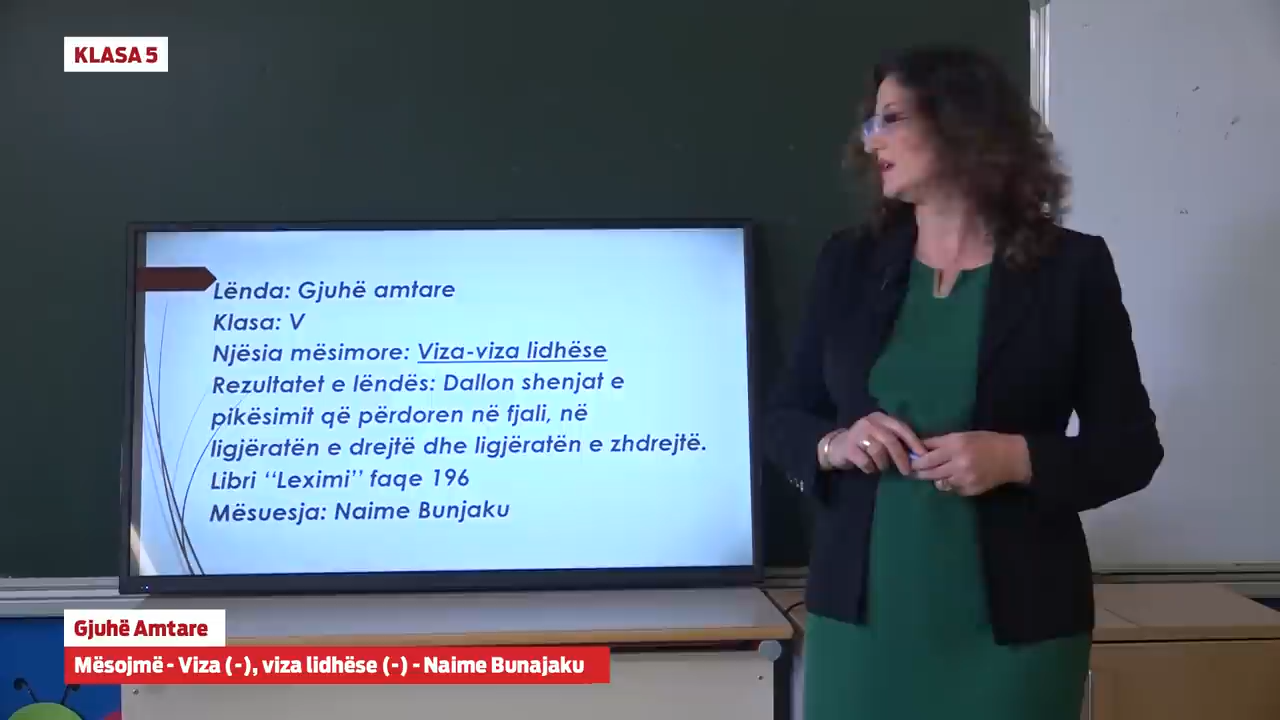 KLASA 5
Lënda: Gjuhë amtare
Klasa: V
Njësia mësimore: Viza-viza lidhëse
Rezultatet e lëndës: Dallon shenjat e
pikësimit që përdoren në fjali, në
ligjëratën e drejtë dhe ligjëratën e zhdrejtë.
Libri ‘‘Leximi’’ faqe 196
Mësuesja: Naime Bunjaku
Gjuhë Amtare
Mësojmë - Viza (-), viza lidhëse (-) - Naime Bunajaku